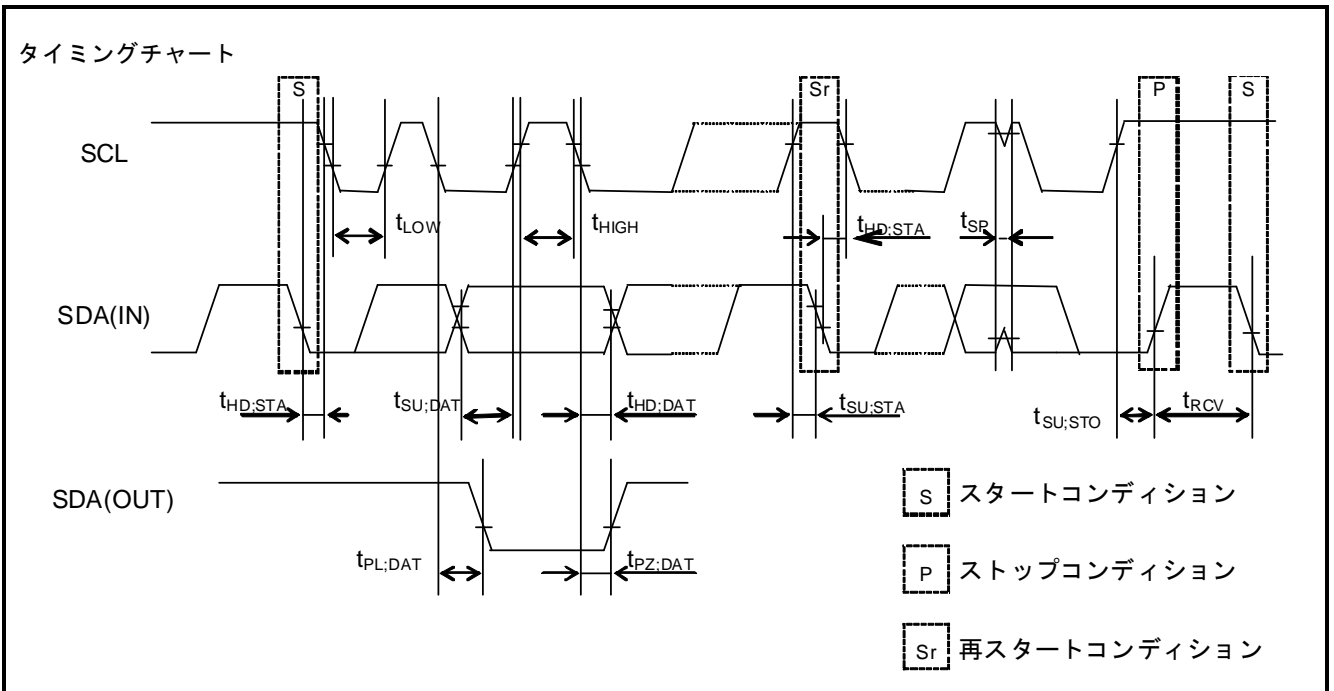 タイミングチャート
S Sr P S
SCL
tLOW tHIGH tHD;STA tSP
SDA(IN)
tHD;STA tSU;DAT tHD;DAT tSU;STA tSU;STO tRCV
SDA(OUT)
tPL;DAT tPZ;DAT
S スタートコンディション
P ストップコンディション
Sr 再スタートコンディション